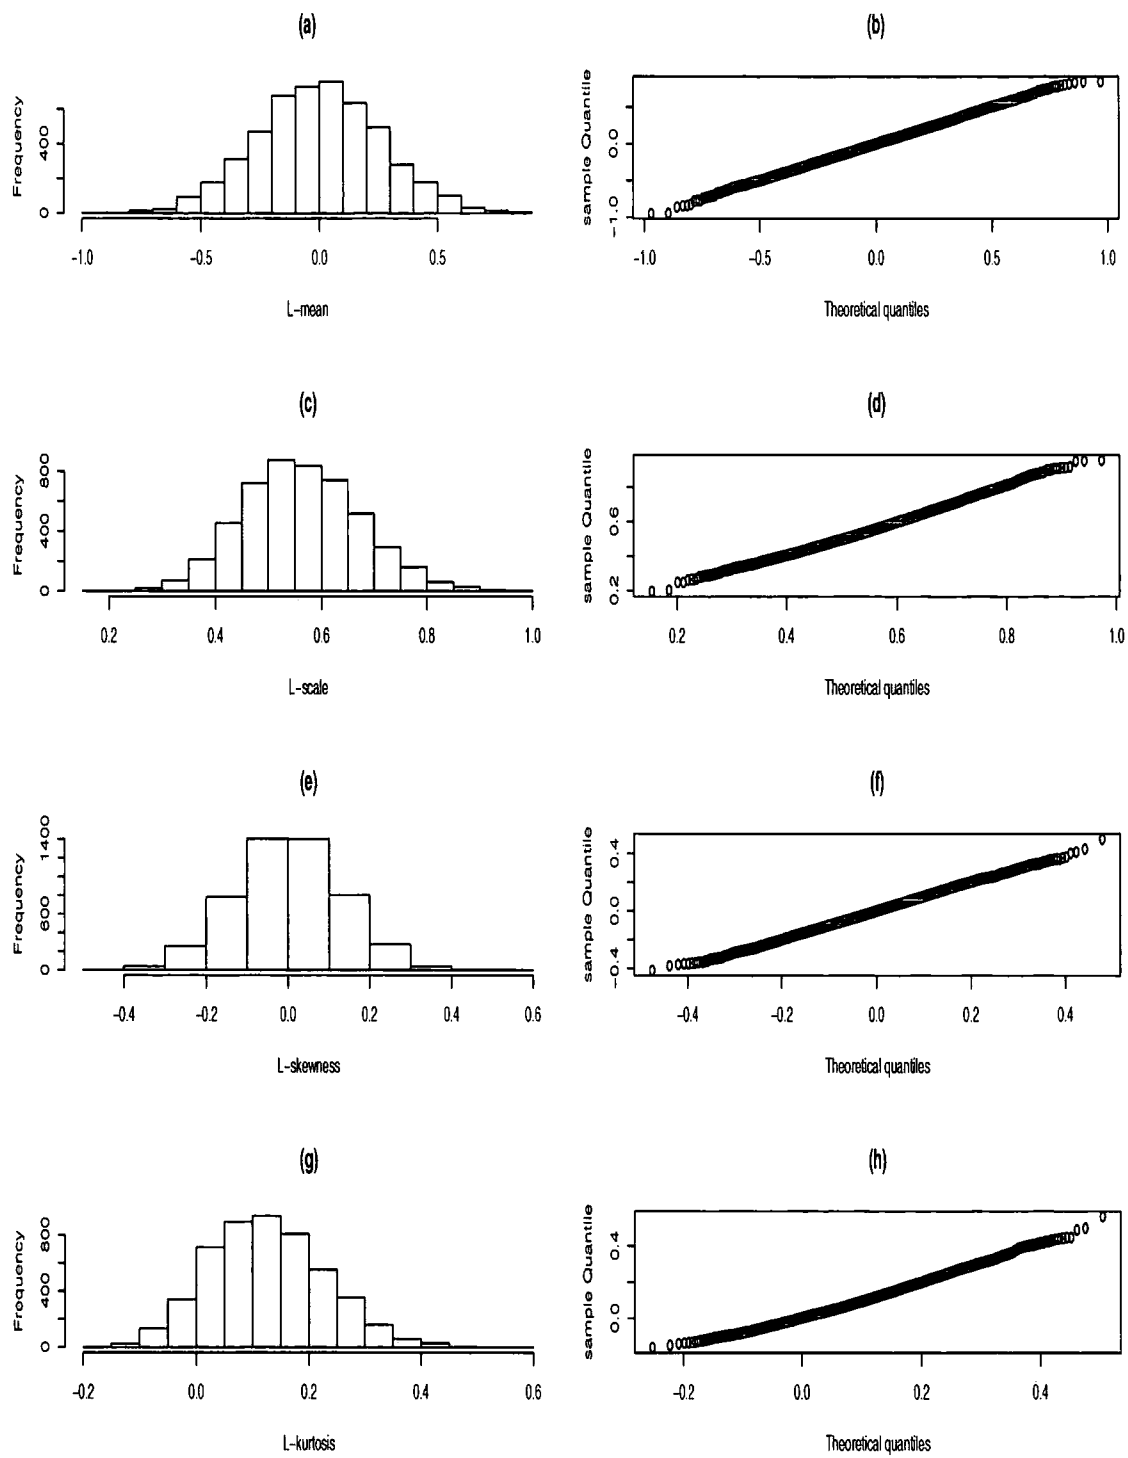 (a)
Frequency
400
0
-1.0 -0.5 0.0 0.5
L-mean
(b)
sample Quantile
0.0
-1.0
-1.0 -0.5 0.0 0.5 1.0
Theoretical quantiles
(c)
Frequency
800
400
0
0.2 0.4 0.6 0.8 1.0
L-scale
(d)
sample Quantile
0.6
0.2
0.2 0.4 0.6 0.8 1.0
Theoretical quantiles
(e)
Frequency
1400
600
0
-0.4 -0.2 0.0 0.2 0.4 0.6
L-skewness
(f)
sample Quantile
0.4
0.0
-0.4
-0.4 -0.2 0.0 0.2 0.4
Theoretical quantiles
(g)
Frequency
800
400
0
-0.2 0.0 0.2 0.4 0.6
L-kurtosis
(h)
sample Quantile
0.4
0.0
-0.2 0.0 0.2 0.4
Theoretical quantiles